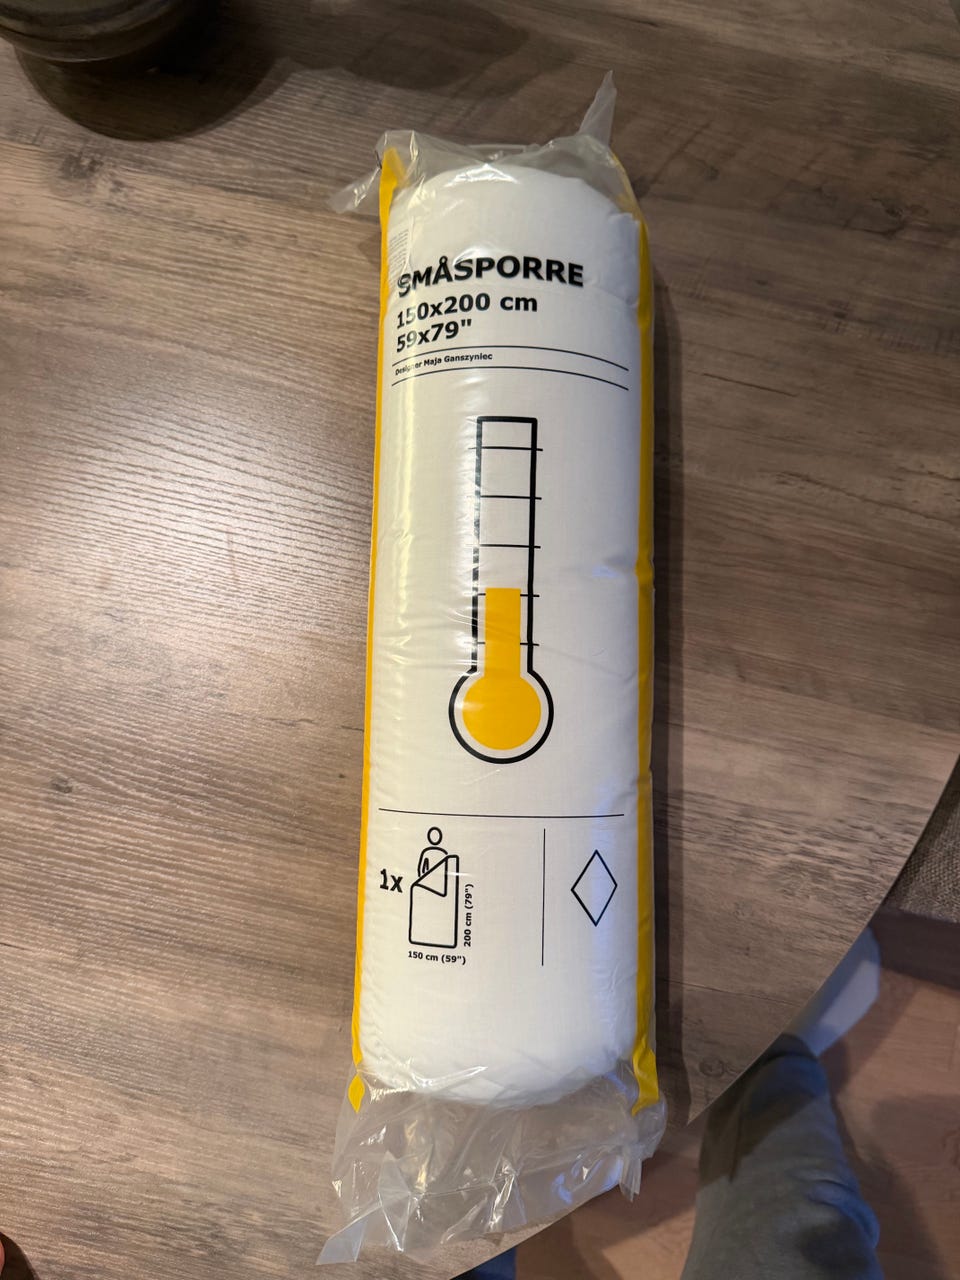 SMÅSPORRE
150x200 cm
59x79"
Designer Maja Ganszyniec
1x
200 cm (79")
150 cm (59")